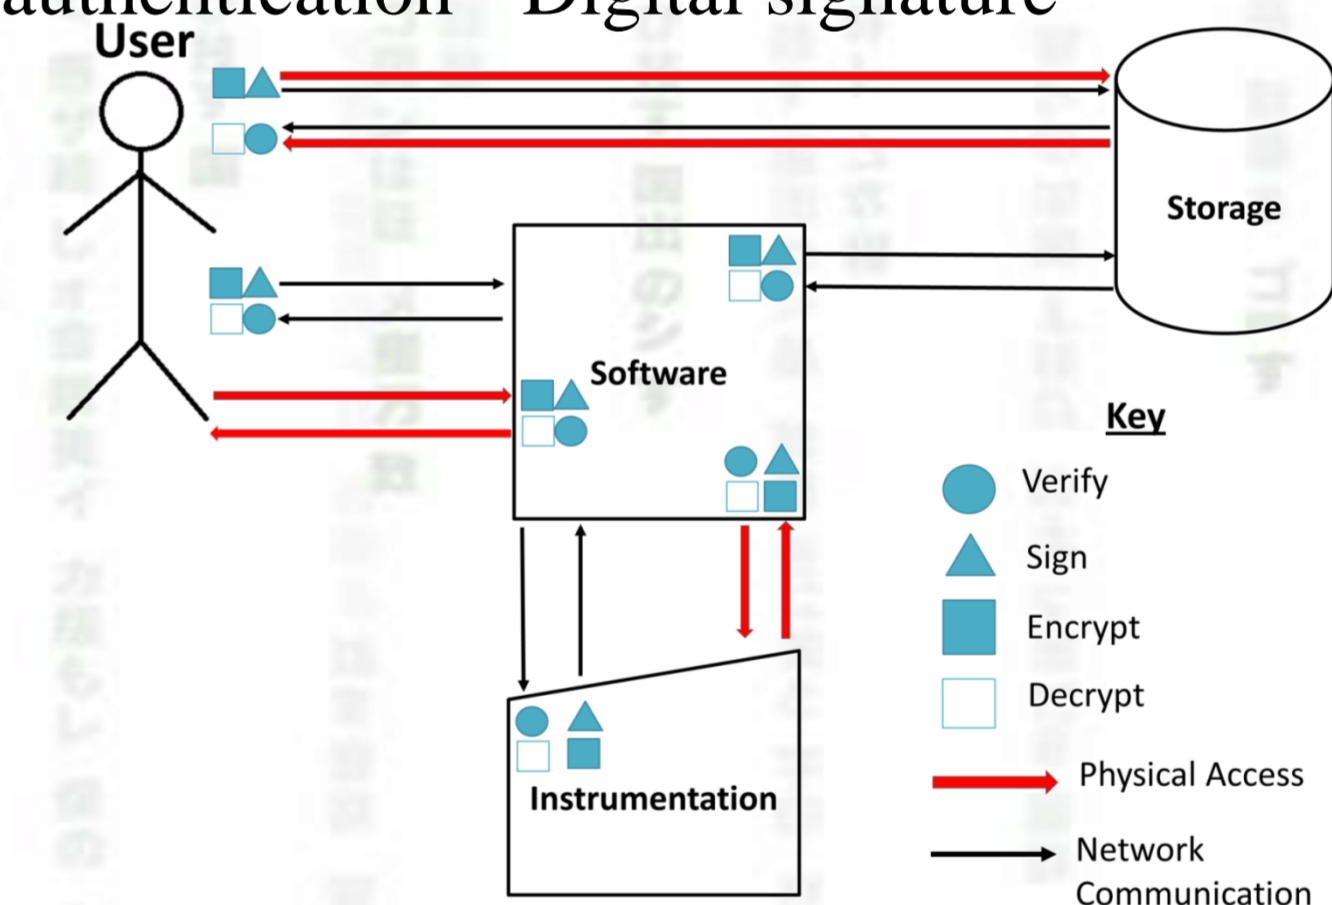 authentication Digital signature
User
Storage
Software
Key
Verify
Sign
Encrypt
Decrypt
Instrumentation
Physical Access
Network
Communication